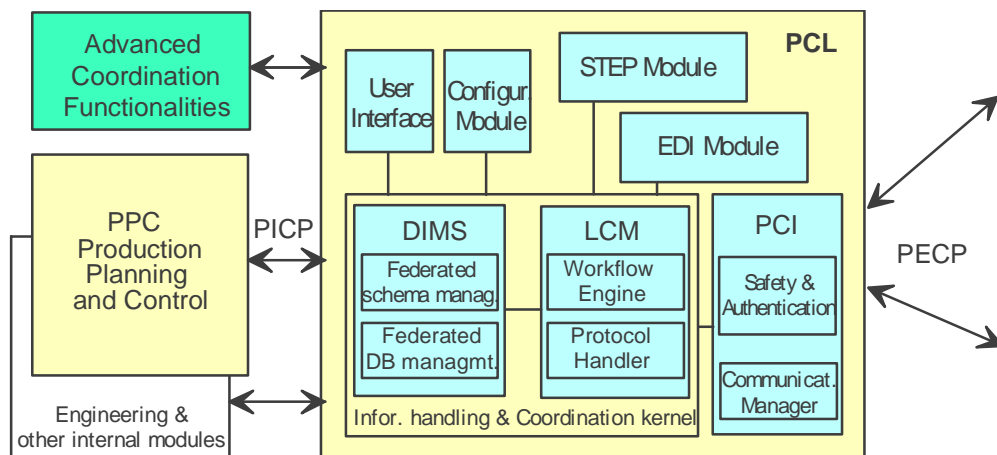 Advanced
Coordination
Functionalities
PPC
Production
Planning
and Control
Engineering &
other internal modules
PICP
PCL
User
Interface
Configur.
Module
STEP Module
EDI Module
DIMS
Federated
schema manag.
Federated
DB managmt.
LCM
Workflow
Engine
Protocol
Handler
Infor. handling & Coordination kernel
PCI
Safety &
Authentication
Communicat.
Manager
PECP